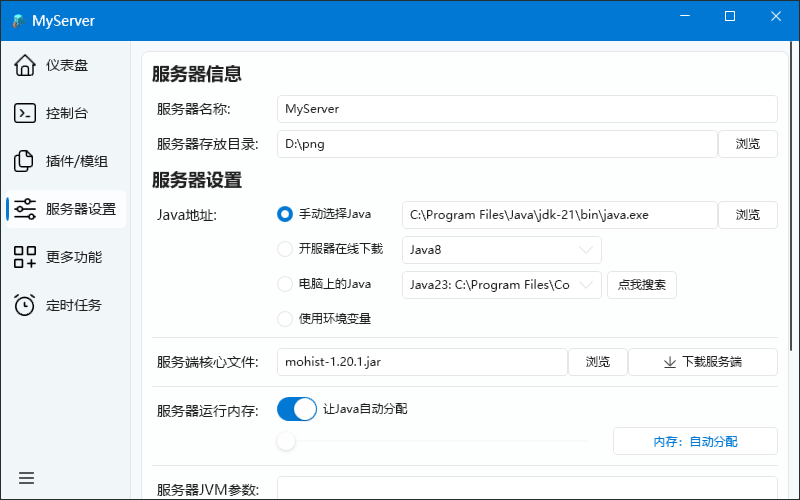 MyServer
仪表盘
控制台
插件/模组
服务器设置
更多功能
定时任务
服务器信息
服务器名称: MyServer
服务器存放目录: D:\png 浏览
服务器设置
Java地址: 手动选择Java C:\Program Files\Java\jdk-21\bin\java.exe 浏览
开服器在线下载 Java8
电脑上的Java Java23: C:\Program Files\Co 点我搜索
使用环境变量
服务端核心文件: mohist-1.20.1.jar 浏览 下载服务端
服务器运行内存: 让Java自动分配
内存：自动分配
服务器JVM参数: